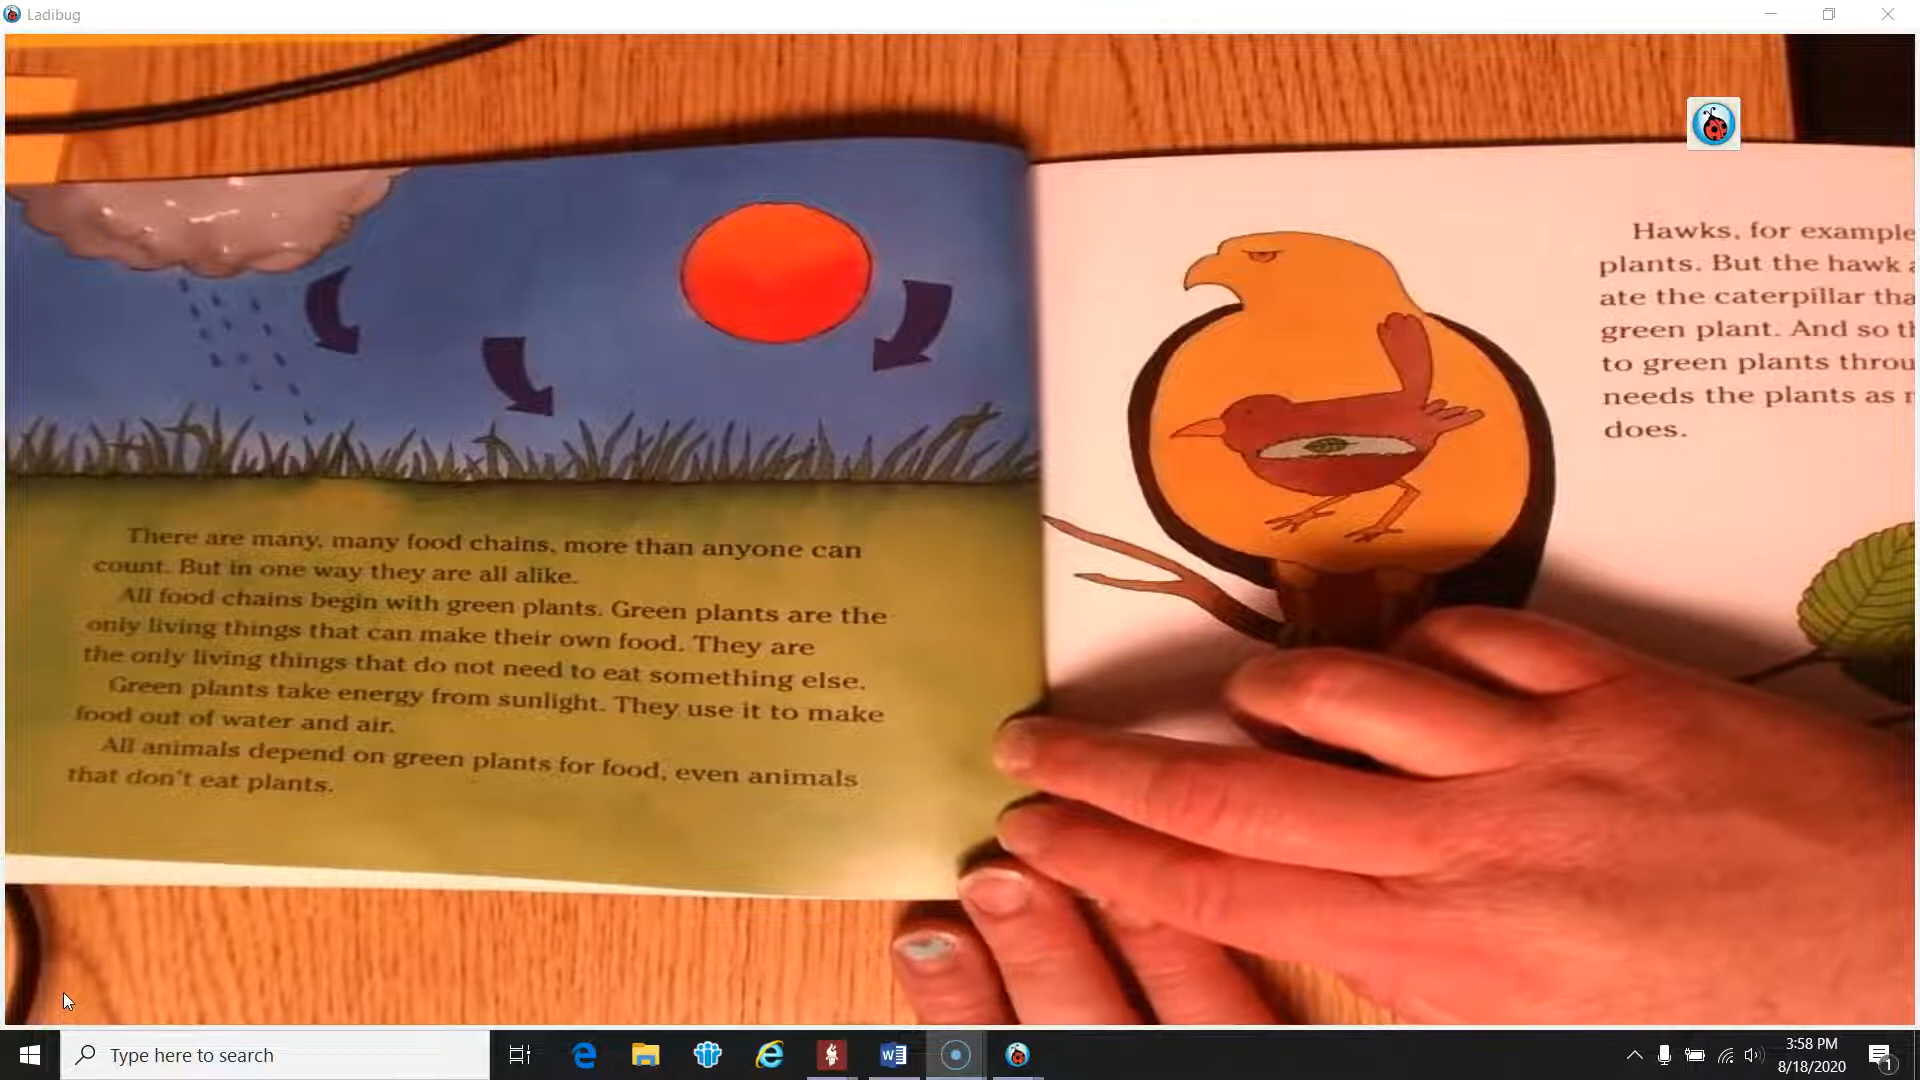 Ladibug
There are many, many food chains, more than anyone can
count. But in one way they are all alike.
All food chains begin with green plants. Green plants are the
only living things that can make their own food. They are
the only living things that do not need to eat something else.
Green plants take energy from sunlight. They use it to make
food out of water and air.
All animals depend on green plants for food, even animals
that don't eat plants.
Hawks, for example
plants. But the hawk
ate the caterpillar
green plant. And so
to green plants
needs the plants as
does.
Type here to search
3:58 PM
8/18/2020
1